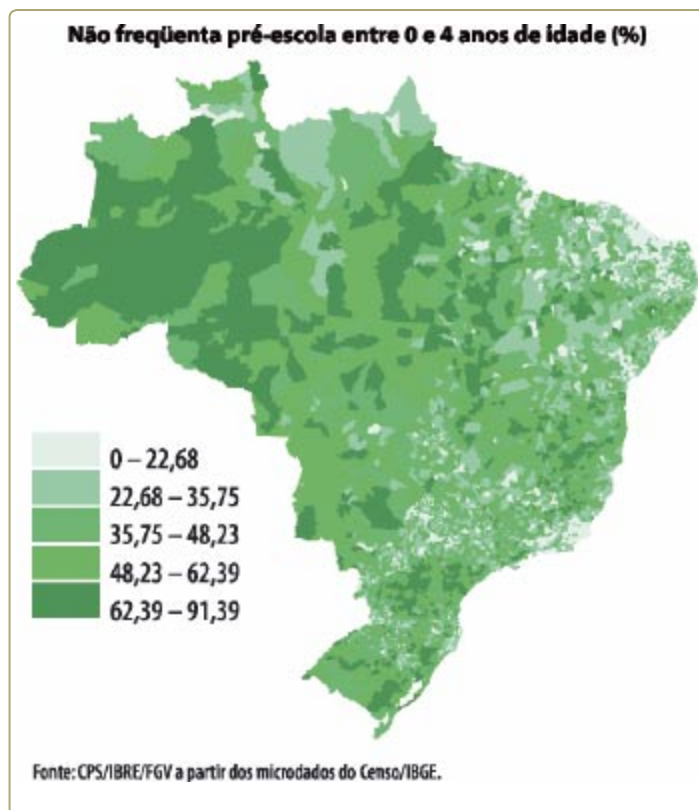 Não freqüenta pré-escola entre 0 e 4 anos de idade (%)
0 – 22,68
22,68 – 35,75
35,75 – 48,23
48,23 – 62,39
62,39 – 91,39
Fonte: CPS/IBRE/FGV a partir dos microdados do Censo/IBGE.